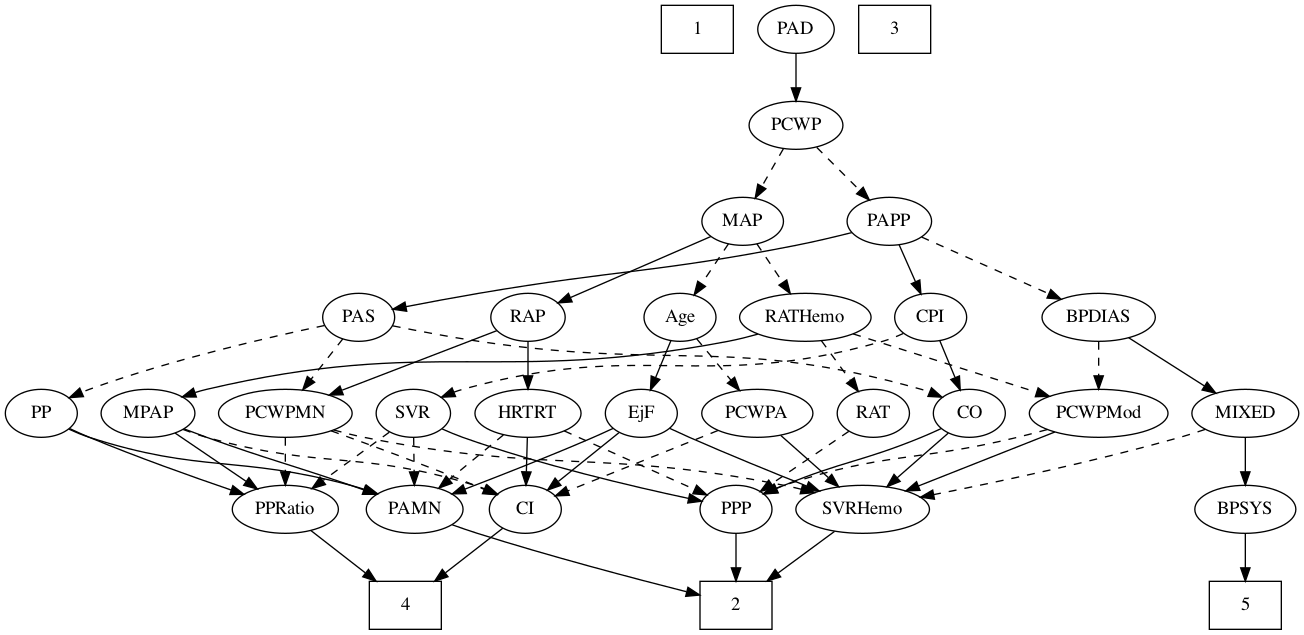 1
PAD
3
PCWP
MAP
PAPP
PAS
RAP
Age
RATHemo
CPI
BPDIAS
PP
MPAP
PCWPMN
SVR
HRTRT
EjF
PCWPA
RAT
CO
PCWPMod
MIXED
PPRatio
PAMN
CI
PPP
SVRHemo
BPSYS
4
2
5